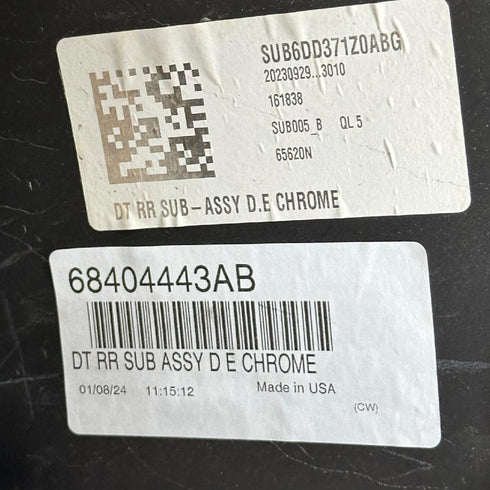 SUB6DD371Z0ABG
20230929...3010
161838
SUB005_B QL 5
65620N
DT RR SUB-ASSY D.E CHROME
68404443AB
DT RR SUB ASSY D E CHROME
01/08/24 11:15:12 Made in USA
(CW)